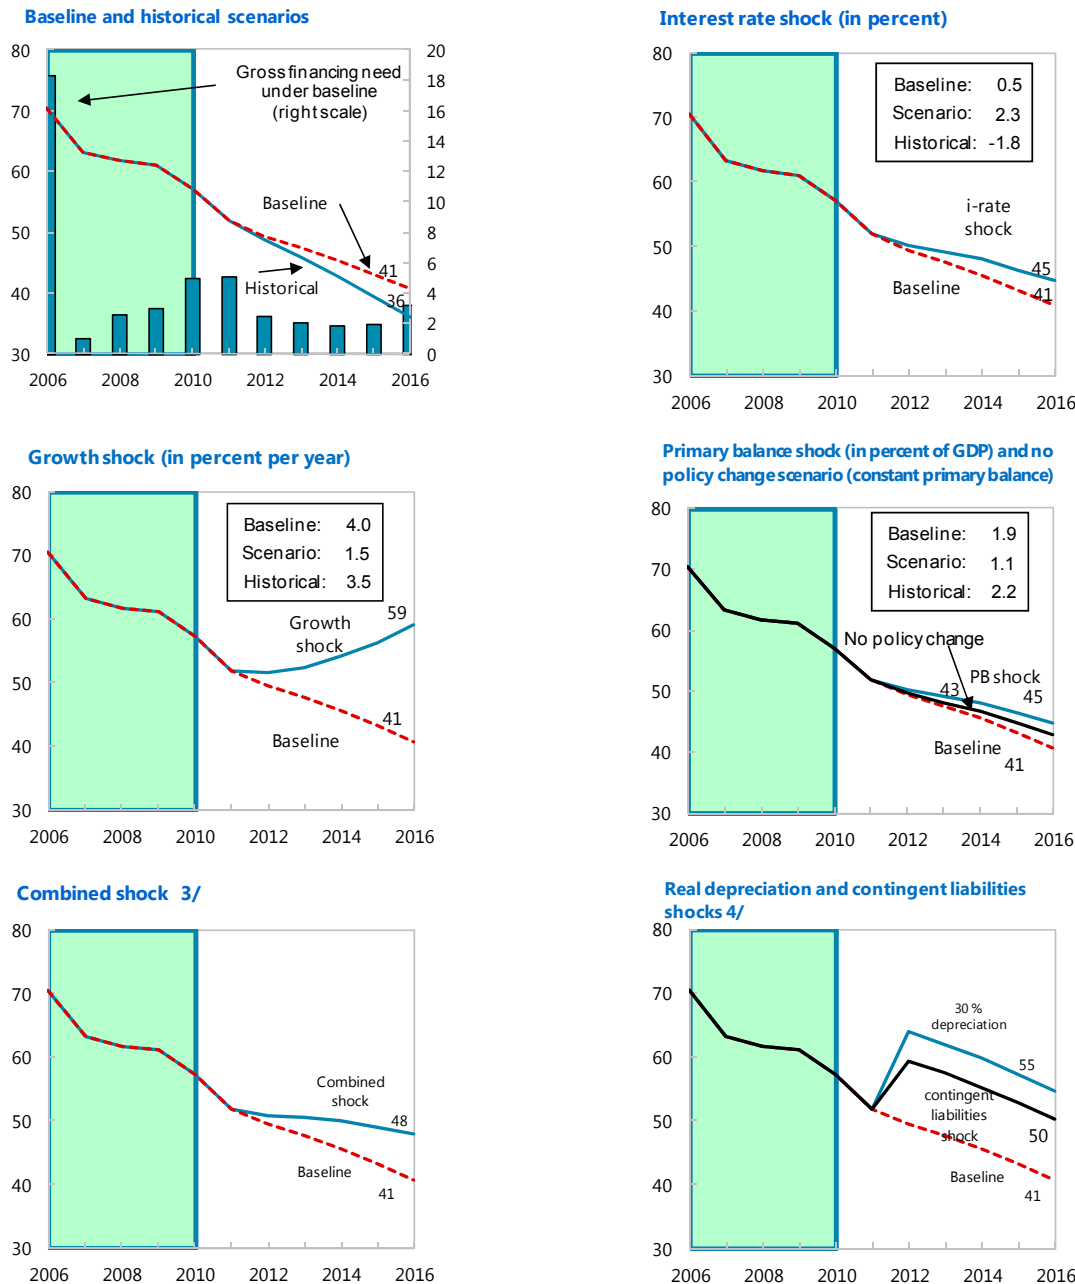 Baseline and historical scenarios
80
70
60
50
40
30
20
18
16
14
12
10
8
6
4
2
0
Gross financing need
under baseline
(right scale)
Baseline
Historical
41
36
2006 2008 2010 2012 2014 2016
Interest rate shock (in percent)
80
70
60
50
40
30
Baseline: 0.5
Scenario: 2.3
Historical: -1.8
i-rate
shock
45
41
Baseline
2006 2008 2010 2012 2014 2016
Growth shock (in percent per year)
80
70
60
50
40
30
Baseline: 4.0
Scenario: 1.5
Historical: 3.5
59
Growth
shock
41
Baseline
2006 2008 2010 2012 2014 2016
Primary balance shock (in percent of GDP) and no
policy change scenario (constant primary balance)
80
70
60
50
40
30
Baseline: 1.9
Scenario: 1.1
Historical: 2.2
No policy change
43
PB shock
45
Baseline
41
2006 2008 2010 2012 2014 2016
Combined shock 3/
80
70
60
50
40
30
Combined
shock
48
Baseline
41
2006 2008 2010 2012 2014 2016
Real depreciation and contingent liabilities
shocks 4/
80
70
60
50
40
30
30 %
depreciation
55
contingent
liabilities
shock
50
Baseline
41
2006 2008 2010 2012 2014 2016